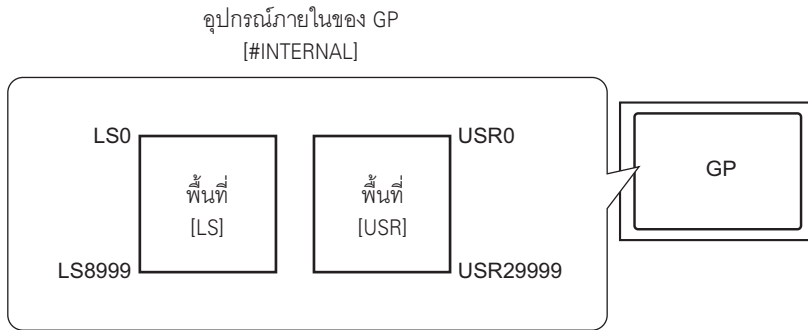 อุปกรณ์ภายในของ GP
[#INTERNAL]
LS0
USR0
พื้นที่
[LS]
พื้นที่
[USR]
GP
LS8999
USR29999